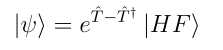 |ψ⟩ = e^{T̂−T̂†} |HF⟩